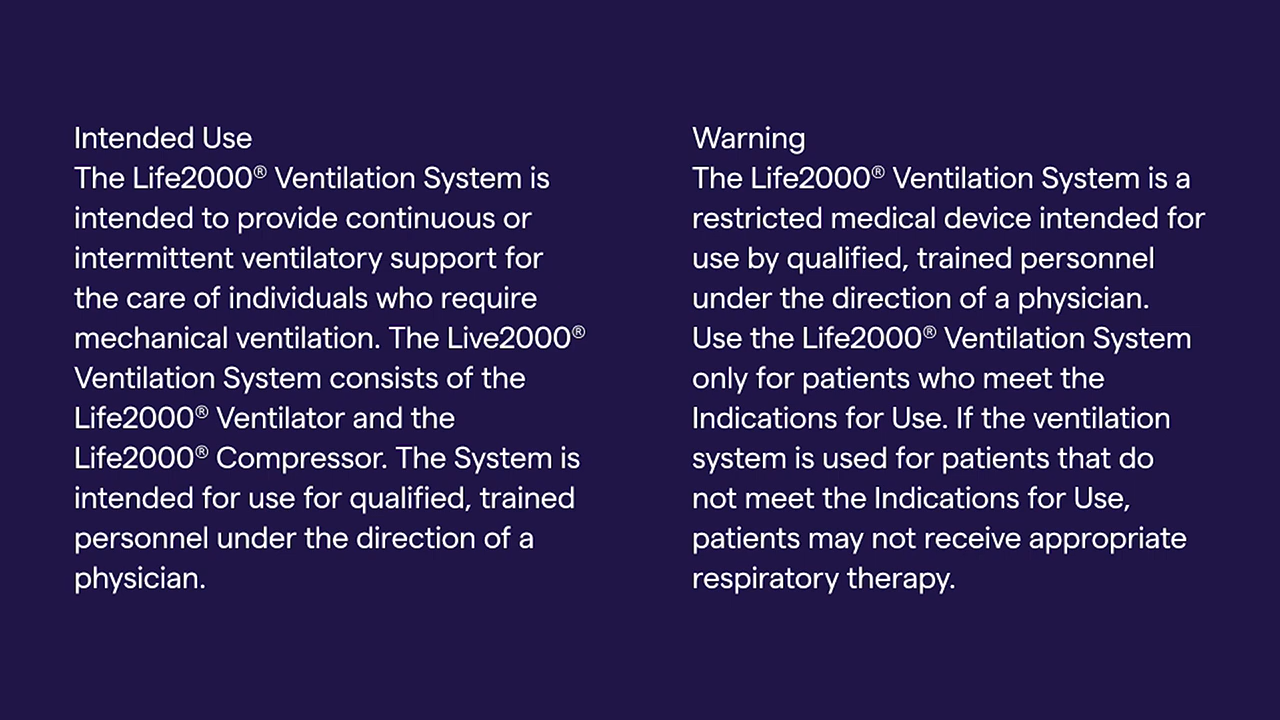 Intended Use
The Life2000® Ventilation System is
intended to provide continuous or
intermittent ventilatory support for
the care of individuals who require
mechanical ventilation. The Live2000®
Ventilation System consists of the
Life2000® Ventilator and the
Life2000® Compressor. The System is
intended for use for qualified, trained
personnel under the direction of a
physician.
Warning
The Life2000® Ventilation System is a
restricted medical device intended for
use by qualified, trained personnel
under the direction of a physician.
Use the Life2000® Ventilation System
only for patients who meet the
Indications for Use. If the ventilation
system is used for patients that do
not meet the Indications for Use,
patients may not receive appropriate
respiratory therapy.